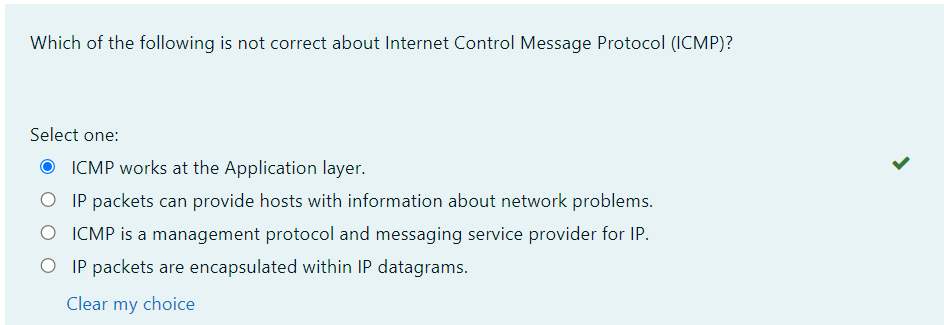 Which of the following is not correct about Internet Control Message Protocol (ICMP)?
Select one:
ICMP works at the Application layer.
IP packets can provide hosts with information about network problems.
ICMP is a management protocol and messaging service provider for IP.
IP packets are encapsulated within IP datagrams.
Clear my choice